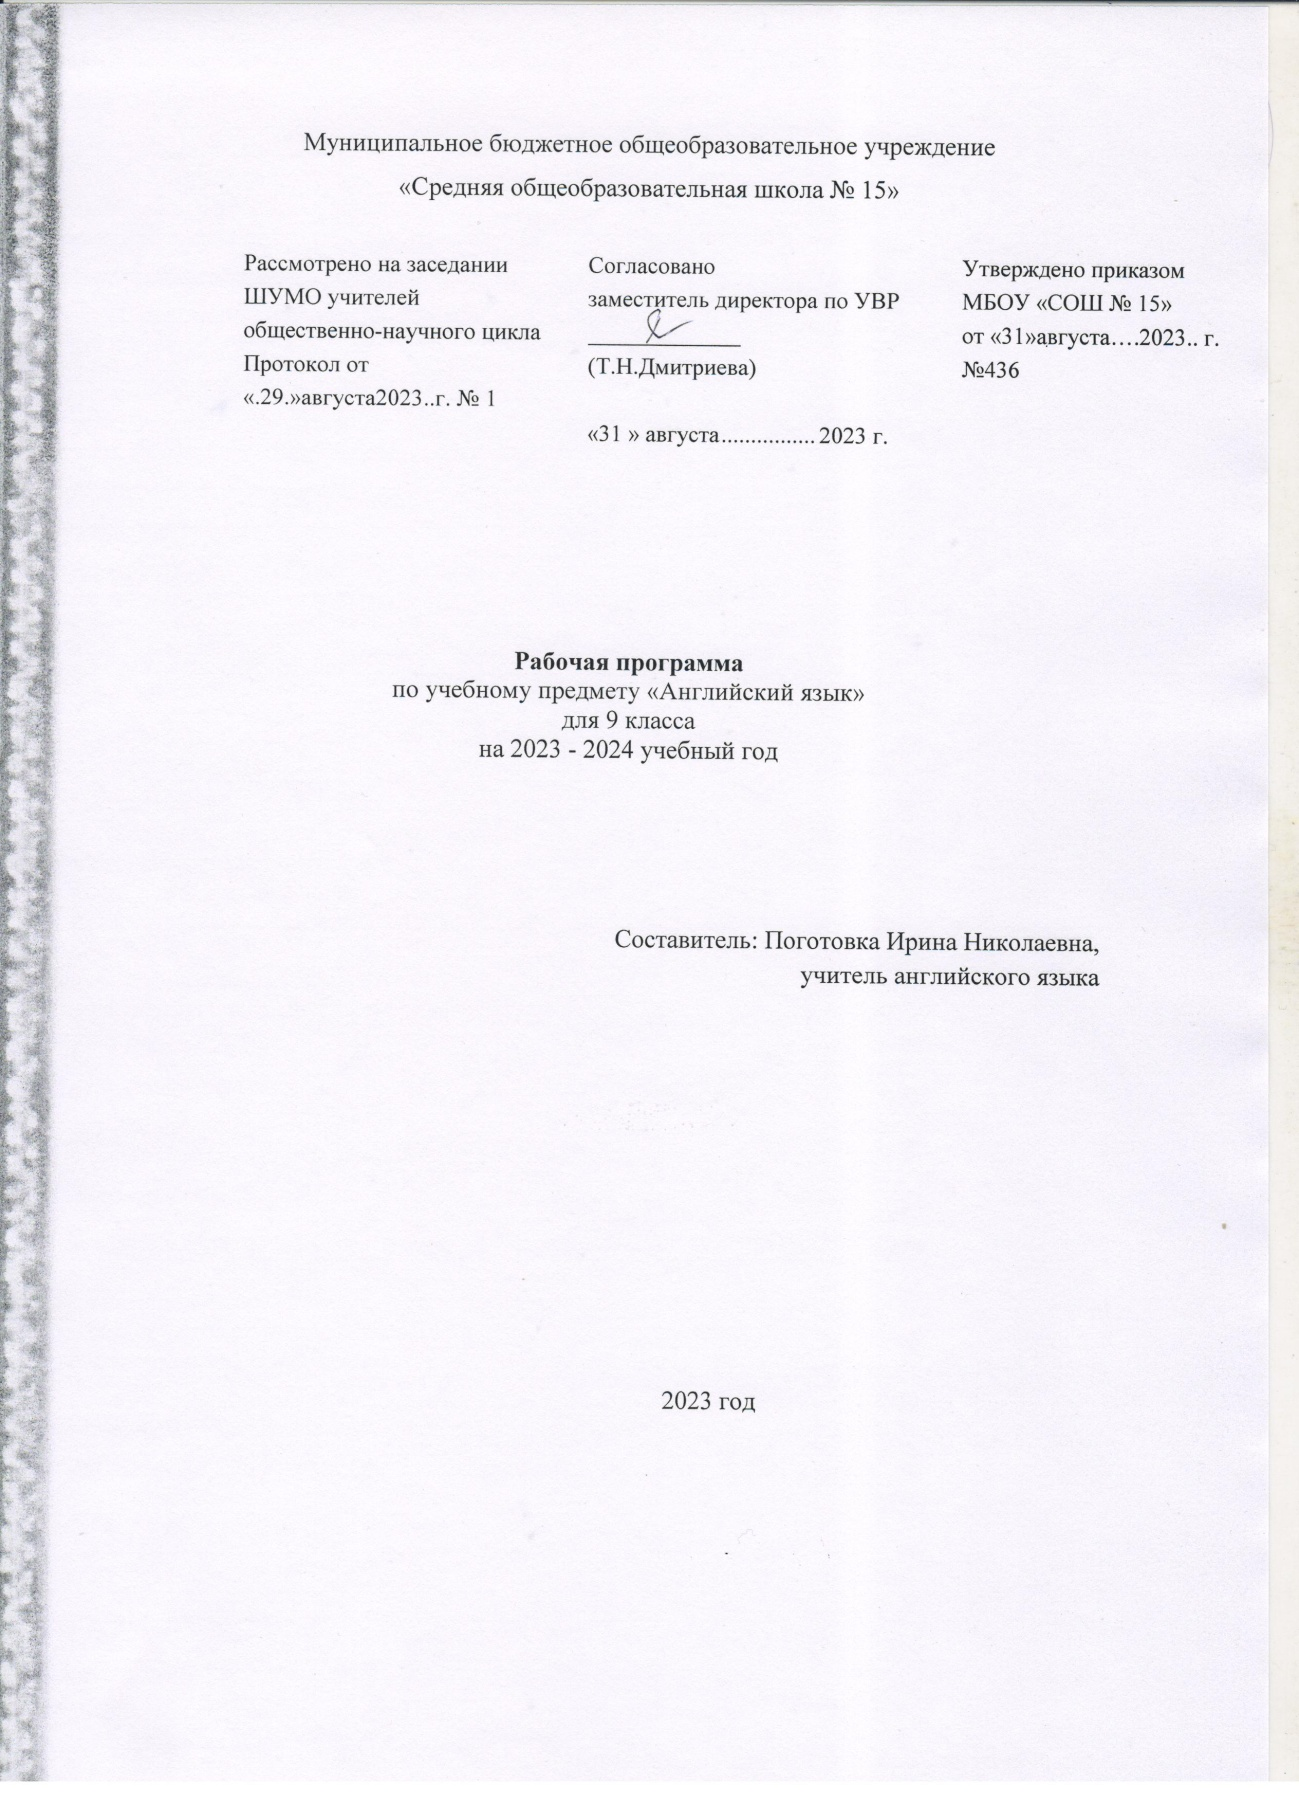 Муниципальное бюджетное общеобразовательное учреждение
«Средняя общеобразовательная школа № 15»
Рассмотрено на заседании
ШУМО учителей
общественно-научного цикла
Протокол от
«.29.»августа2023..г. № 1
Согласовано
заместитель директора по УВР
_____________
(Т.Н.Дмитриева)
«31 » августа................ 2023 г.
Утверждено приказом
МБОУ «СОШ № 15»
от «31»августа….2023.. г.
№436
Рабочая программа
по учебному предмету «Английский язык»
для 9 класса
на 2023 - 2024 учебный год
Составитель: Поготовка Ирина Николаевна,
учитель английского языка
2023 год